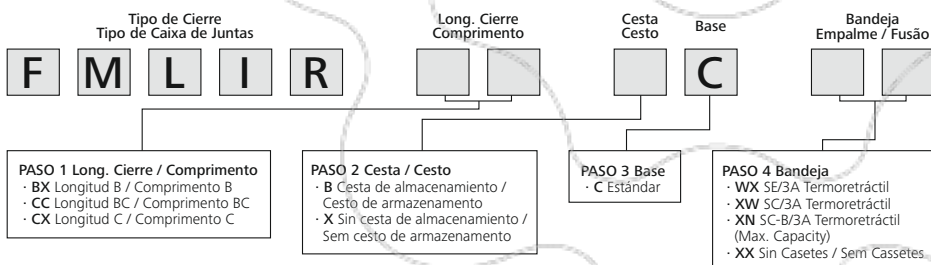 Tipo de Cierre
Tipo de Caixa de Juntas
Long. Cierre
Comprimento
Cesta
Cesto
Base
Bandeja
Empalme / Fusão
F M L I R C
PASO 1 Long. Cierre / Comprimento
· BX Longitud B / Comprimento B
· CC Longitud BC / Comprimento BC
· CX Longitud C / Comprimento C
PASO 2 Cesta / Cesto
· B Cesta de almacenamiento /
Cesto de armazenamento
· X Sin cesta de almacenamiento /
Sem cesto de armazenamento
PASO 3 Base
· C Estándar
PASO 4 Bandeja
· WX SE/3A Termoretráctil
· XW SC/3A Termoretráctil
· XN SC-B/3A Termoretráctil
(Max. Capacity)
· XX Sin Casetes / Sem Cassetes